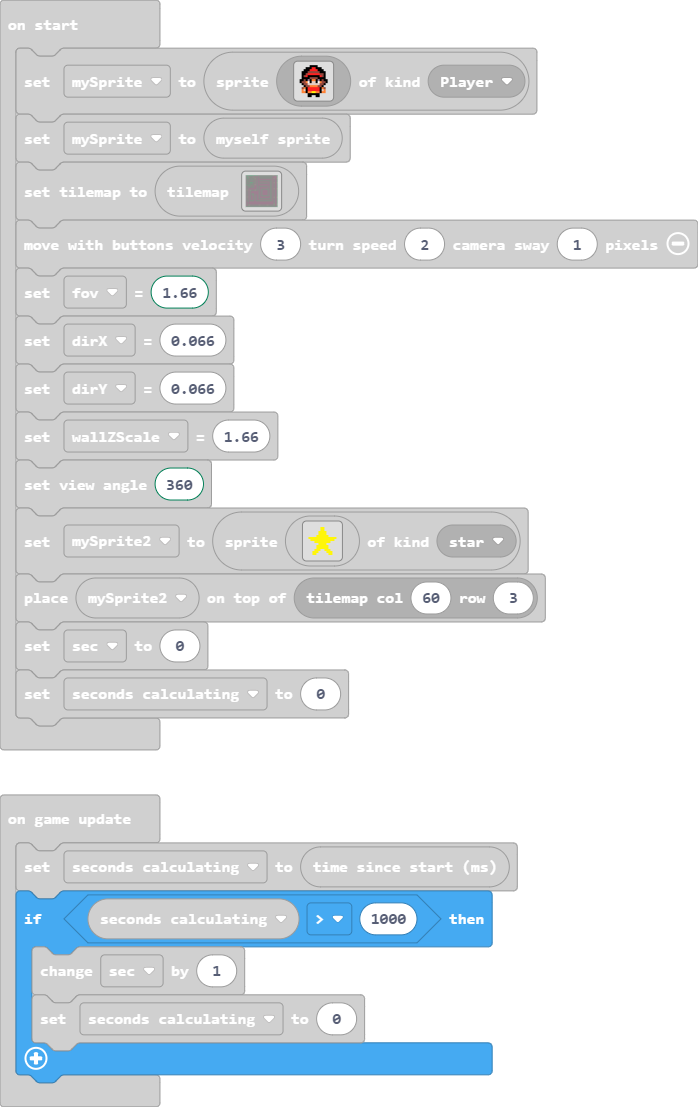 on start
set mySprite to sprite of kind Player
set mySprite to myself sprite
set tilemap to tilemap
move with buttons velocity 3 turn speed 2 camera sway 1 pixels
set fov = 1.66
set dirX = 0.066
set dirY = 0.066
set wallZScale = 1.66
set view angle 360
set mySprite2 to sprite of kind star
place mySprite2 on top of tilemap col 60 row 3
set sec to 0
set seconds calculating to 0
on game update
set seconds calculating to time since start (ms)
if seconds calculating > 1000 then
change sec by 1
set seconds calculating to 0